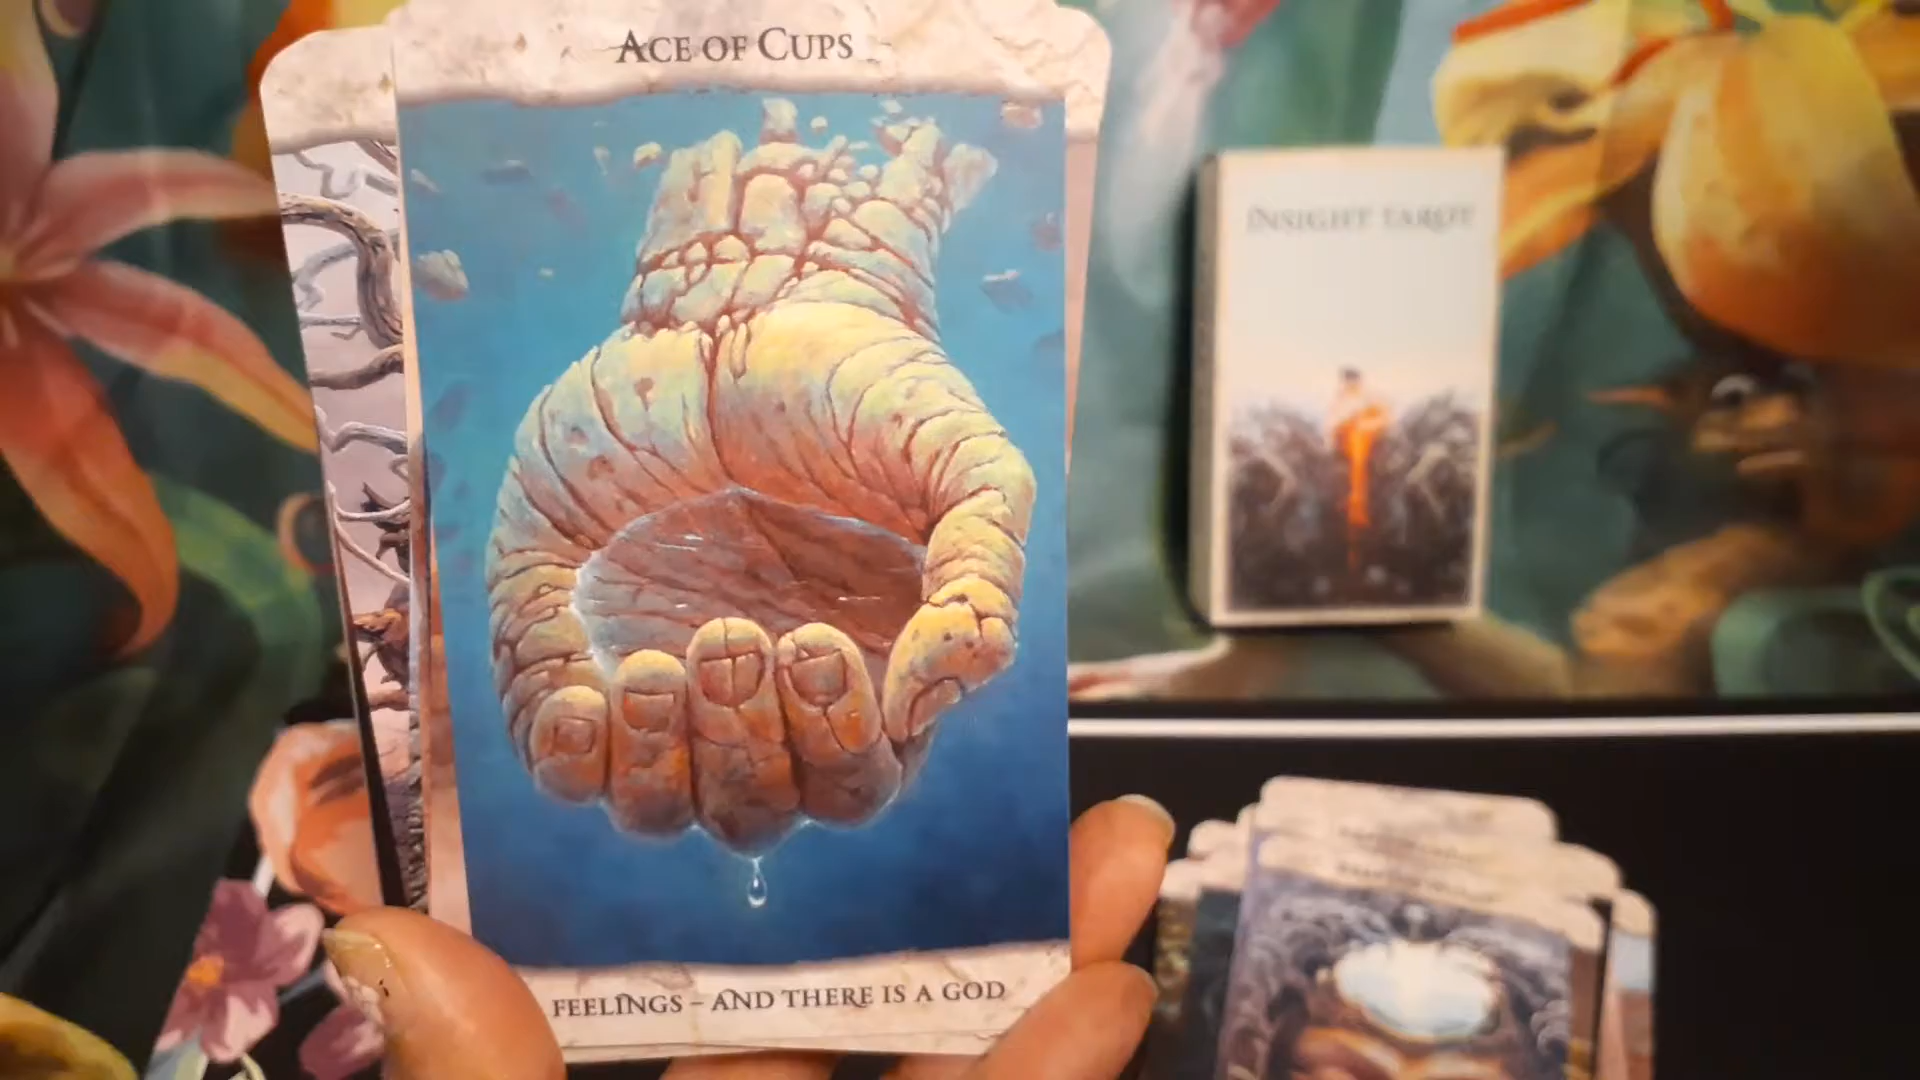 ACE OF CUPS
INSIGHT TAROT
FEELINGS – AND THERE IS A GOD